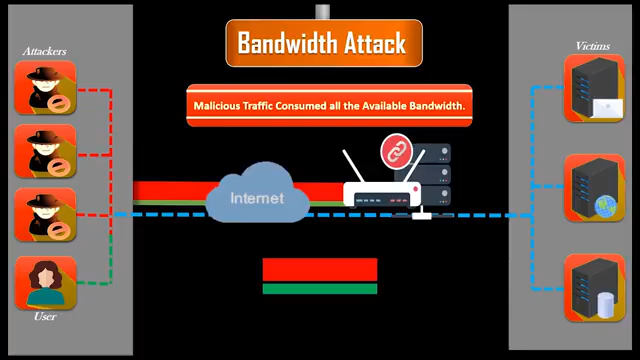 Bandwidth Attack
Attackers
Victims
Malicious Traffic Consumed all the Available Bandwidth.
Internet
User